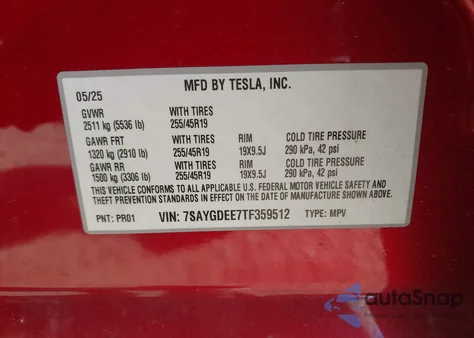 MFD BY TESLA, INC.
05/25
GVWR WITH TIRES
2511 kg (5536 lb) 255/45R19
GAWR FRT WITH TIRES RIM COLD TIRE PRESSURE
1320 kg (2910 lb) 255/45R19 19X9.5J 290 kPa, 42 psi
GAWR RR WITH TIRES RIM COLD TIRE PRESSURE
1500 kg (3306 lb) 255/45R19 19X9.5J 290 kPa, 42 psi
THIS VEHICLE CONFORMS TO ALL APPLICABLE U.S. FEDERAL MOTOR VEHICLE SAFETY AND
THEFT PREVENTION STANDARDS IN EFFECT ON THE DATE OF MANUFACTURE SHOWN ABOVE.
PNT: PR01 VIN: 7SAYGDEE7TF359512 TYPE: MPV
autoSnap